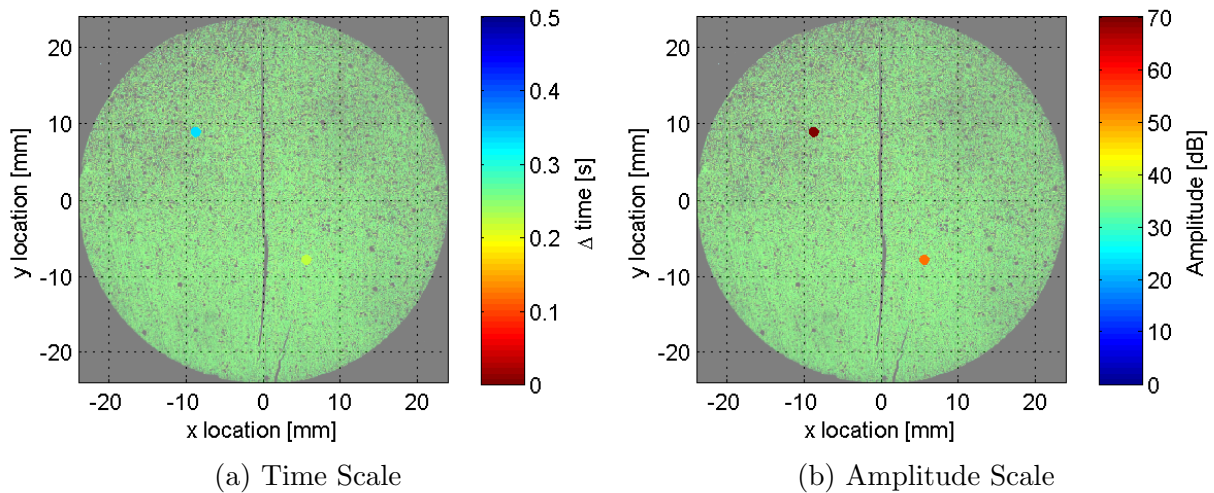 20
10
0
-10
-20
y location [mm]
-20 -10 0 10 20
x location [mm]
0.5
0.4
0.3
0.2
0.1
0
Δ time [s]
(a) Time Scale
20
10
0
-10
-20
y location [mm]
-20 -10 0 10 20
x location [mm]
70
60
50
40
30
20
10
0
Amplitude [dB]
(b) Amplitude Scale